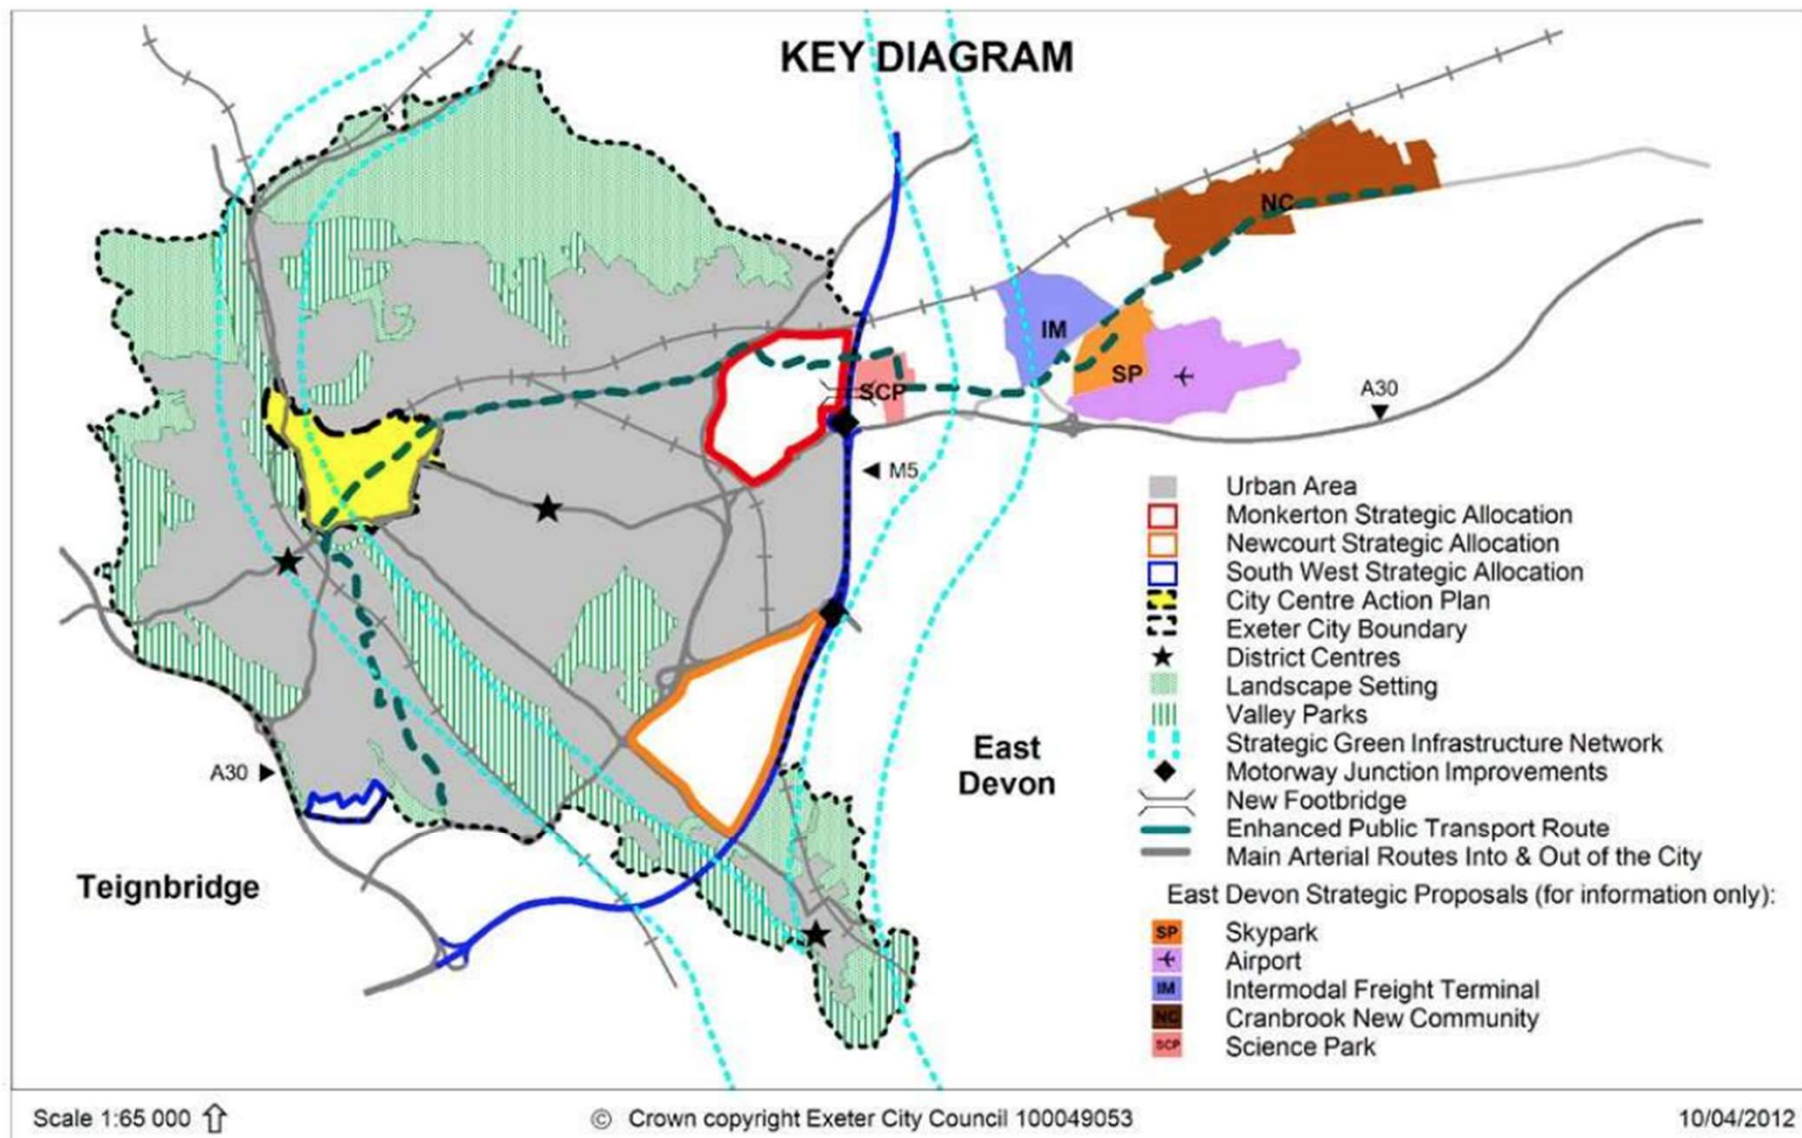 KEY DIAGRAM
NC
IM
SP
SCP
A30
M5
A30
East
Devon
Teignbridge
Urban Area
Monkerton Strategic Allocation
Newcourt Strategic Allocation
South West Strategic Allocation
City Centre Action Plan
Exeter City Boundary
District Centres
Landscape Setting
Valley Parks
Strategic Green Infrastructure Network
Motorway Junction Improvements
New Footbridge
Enhanced Public Transport Route
Main Arterial Routes Into & Out of the City
East Devon Strategic Proposals (for information only):
SP Skypark
Airport
IM Intermodal Freight Terminal
NC Cranbrook New Community
SCP Science Park
Scale 1:65 000
© Crown copyright Exeter City Council 100049053
10/04/2012